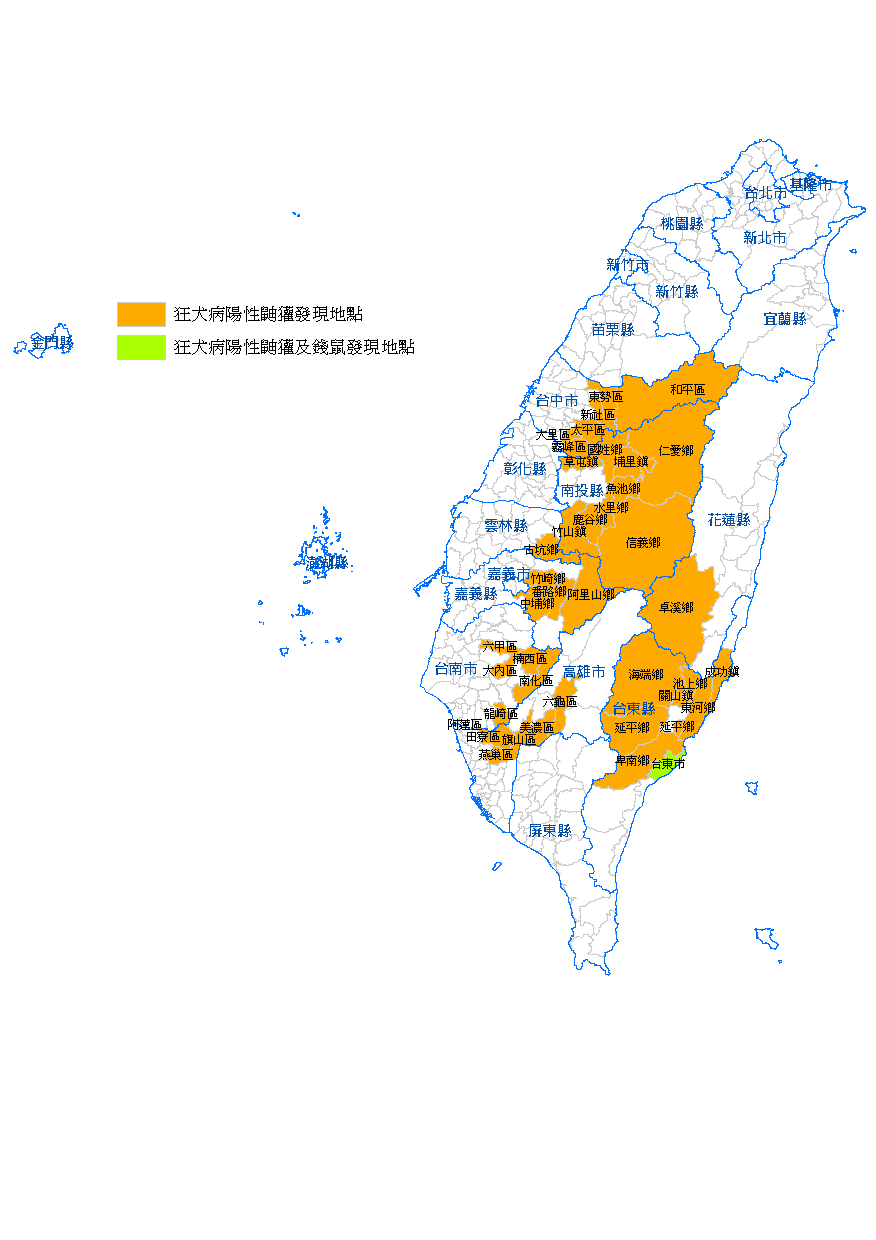 基隆市
台北市
桃園縣
新北市
新竹市
新竹縣
狂犬病陽性鼬獾發現地點
宜蘭縣
苗栗縣
金門縣
狂犬病陽性鼬獾及錢鼠發現地點
和平區
東勢區
台中市
新社區
太平區
大里區
霧峰區
國姓鄉
仁愛鄉
草屯鎮
埔里鎮
彰化縣
南投縣
魚池鄉
水里鄉
鹿谷鄉
花蓮縣
雲林縣
竹山鎮
信義鄉
古坑鄉
澎湖縣
嘉義市
竹崎鄉
嘉義縣
番路鄉
阿里山鄉
中埔鄉
卓溪鄉
六甲區
楠西區
台南市
大內區
高雄市
成功鎮
海端鄉
南化區
池上鄉
關山鎮
六龜區
台東縣
東河鄉
龍崎區
阿蓮區
美濃區
延平鄉
延平鄉
田寮區
旗山區
燕巢區
卑南鄉
台東市
屏東縣